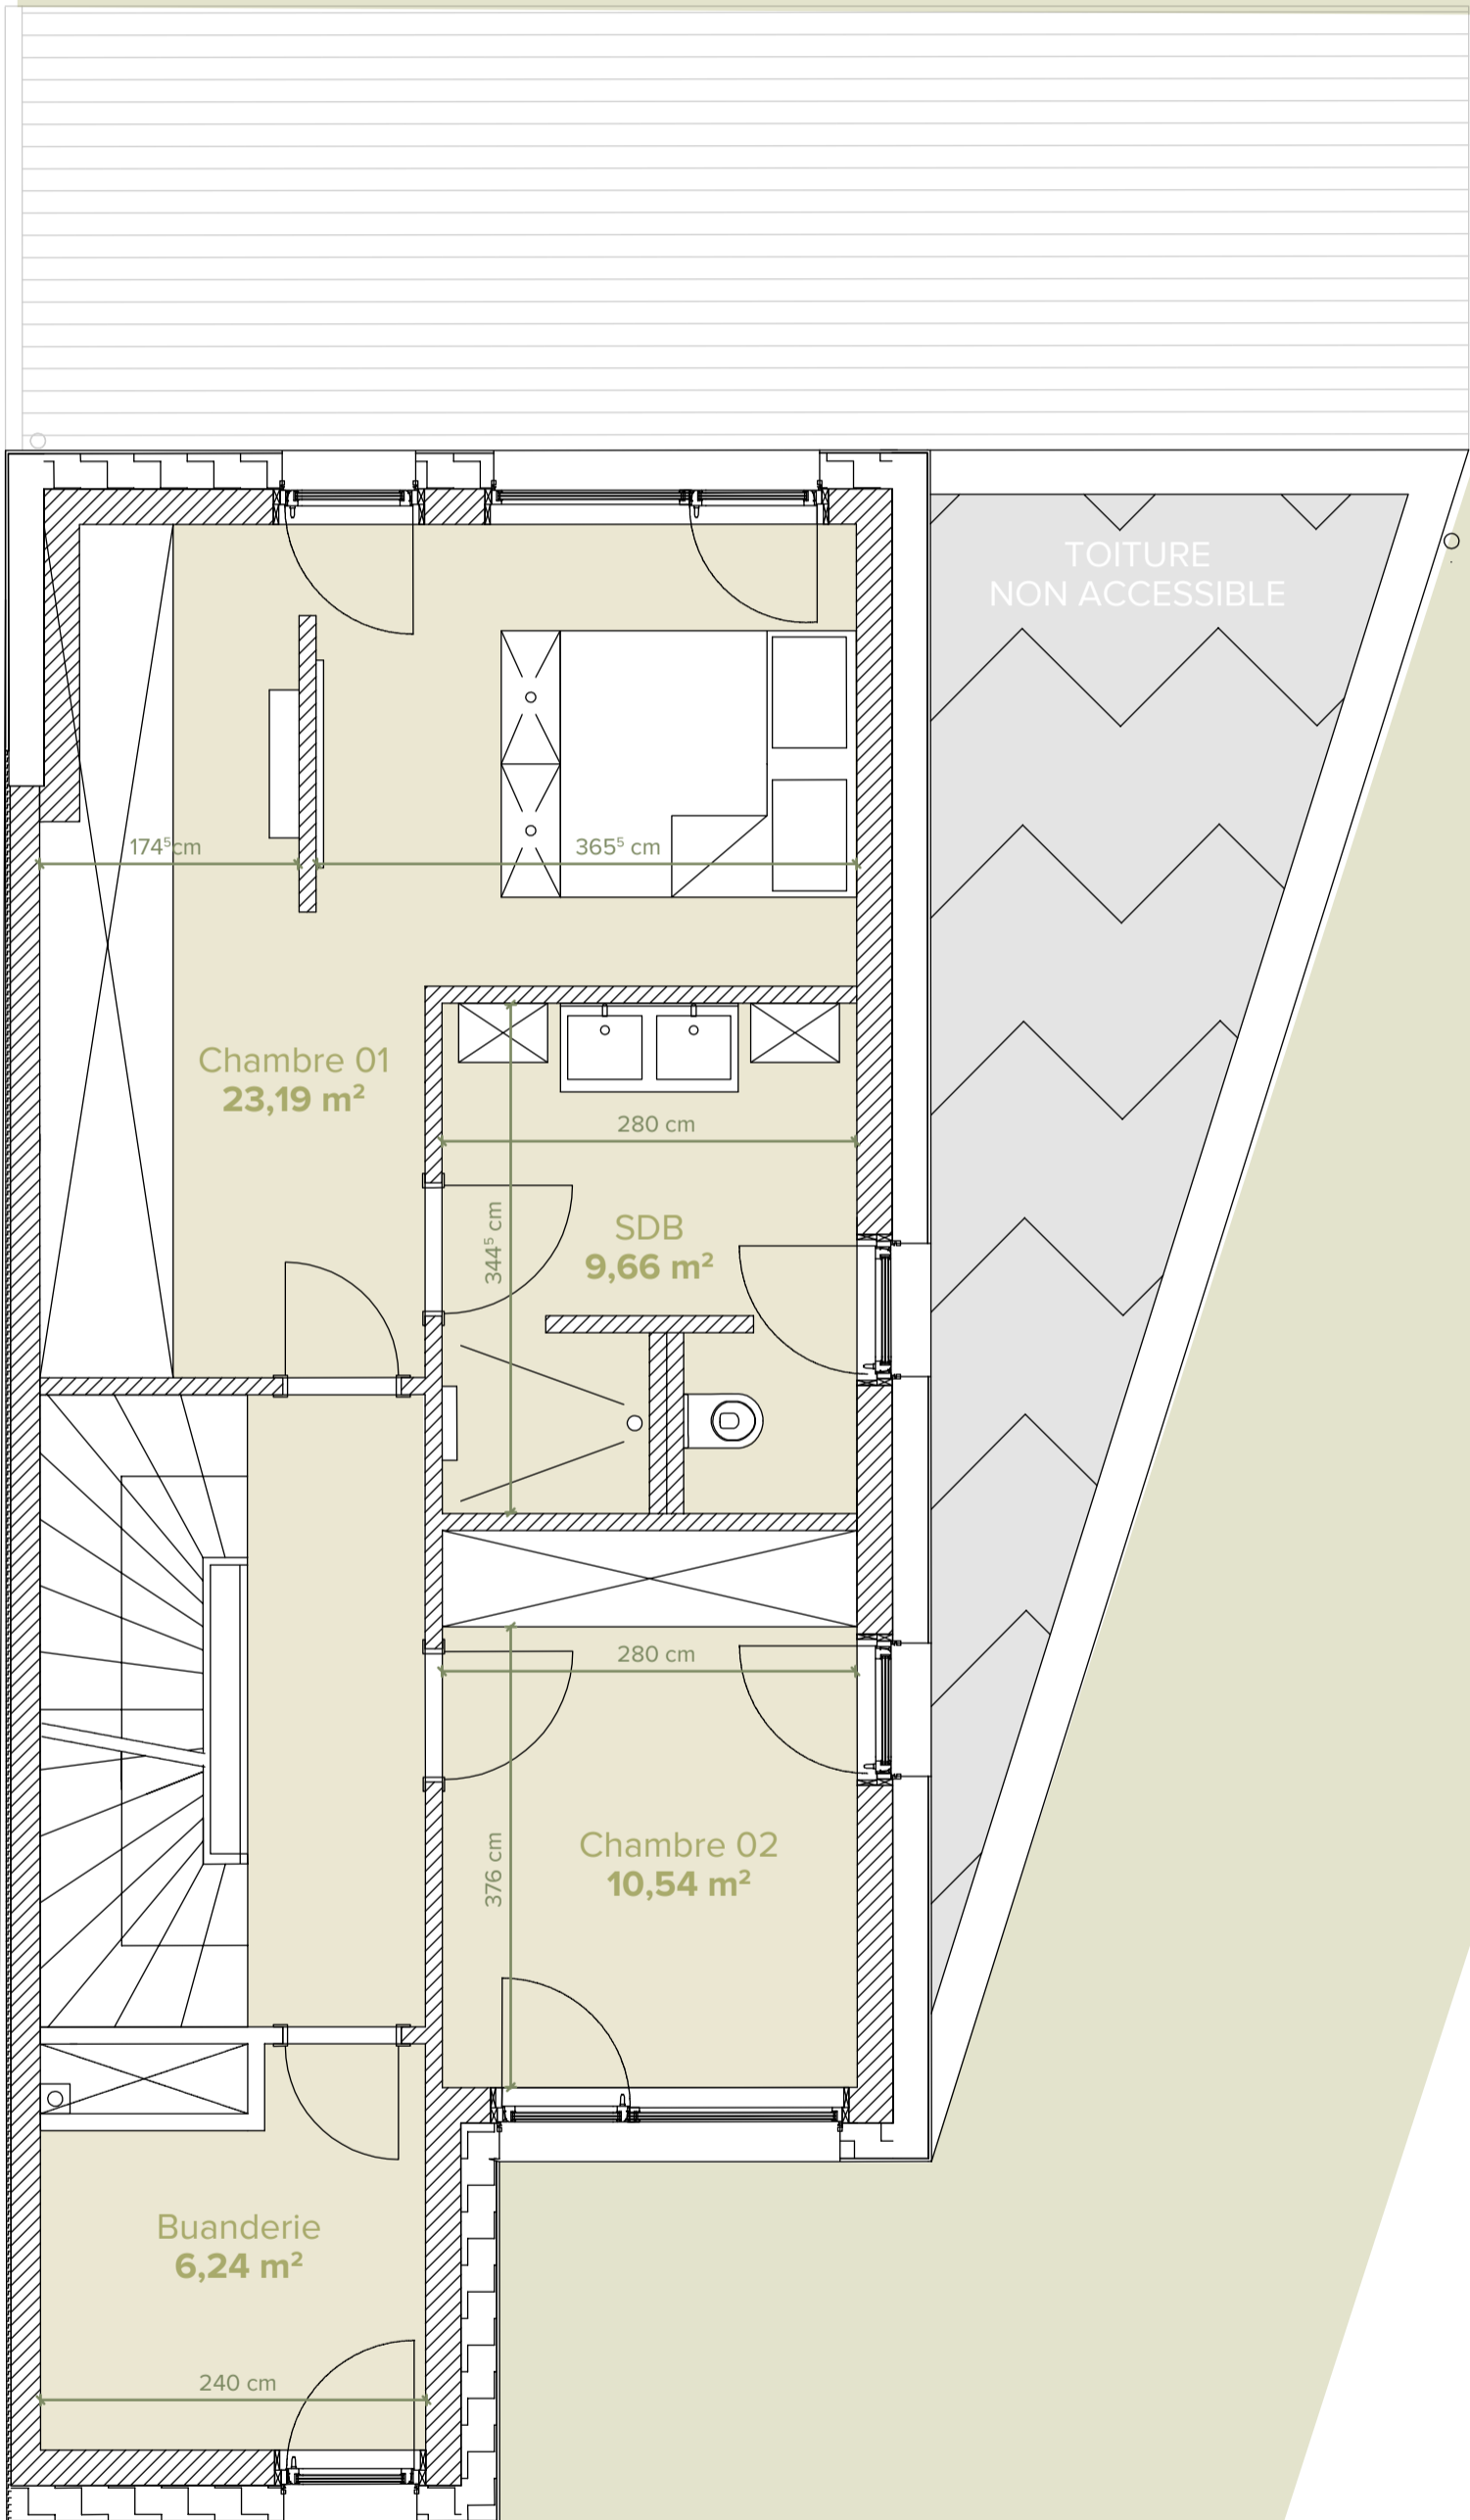 TOITURE
NON ACCESSIBLE
174⁵cm
365⁵ cm
Chambre 01
23,19 m²
280 cm
344⁵ cm
SDB
9,66 m²
280 cm
376 cm
Chambre 02
10,54 m²
Buanderie
6,24 m²
240 cm